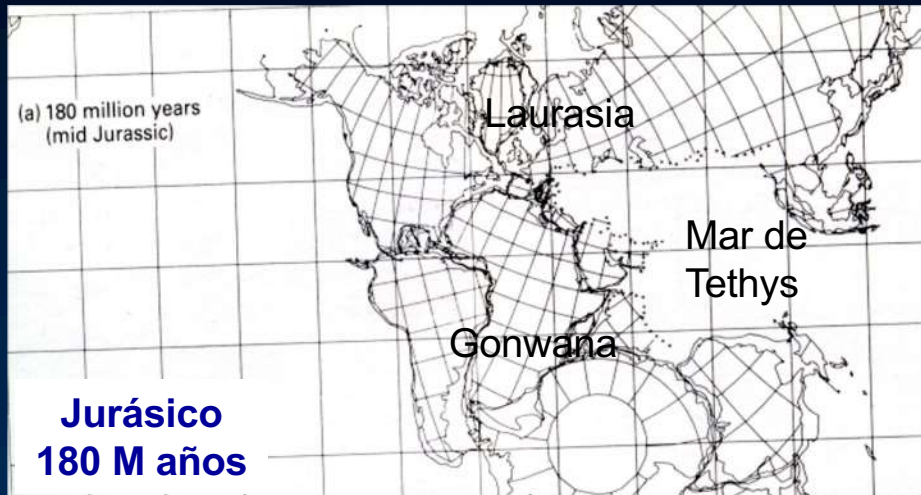 (a) 180 million years
(mid Jurassic)
Laurasia
Mar de
Tethys
Gonwana
Jurásico
180 M años